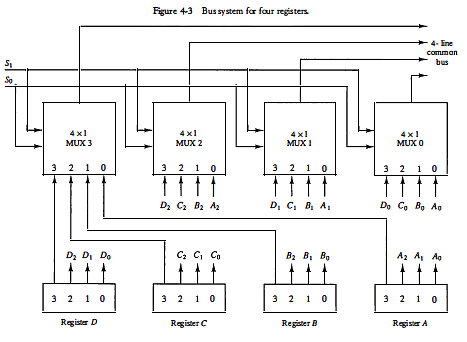 Figure 4-3 Bus system for four registers.
4-line
common
bus
S1
S0
4 × 1
MUX 3
3 2 1 0
4 × 1
MUX 2
3 2 1 0
4 × 1
MUX 1
3 2 1 0
4 × 1
MUX 0
3 2 1 0
D2 C2 B2 A2
D1 C1 B1 A1
D0 C0 B0 A0
D2 D1 D0
C2 C1 C0
B2 B1 B0
A2 A1 A0
3 2 1 0
3 2 1 0
3 2 1 0
3 2 1 0
Register D
Register C
Register B
Register A